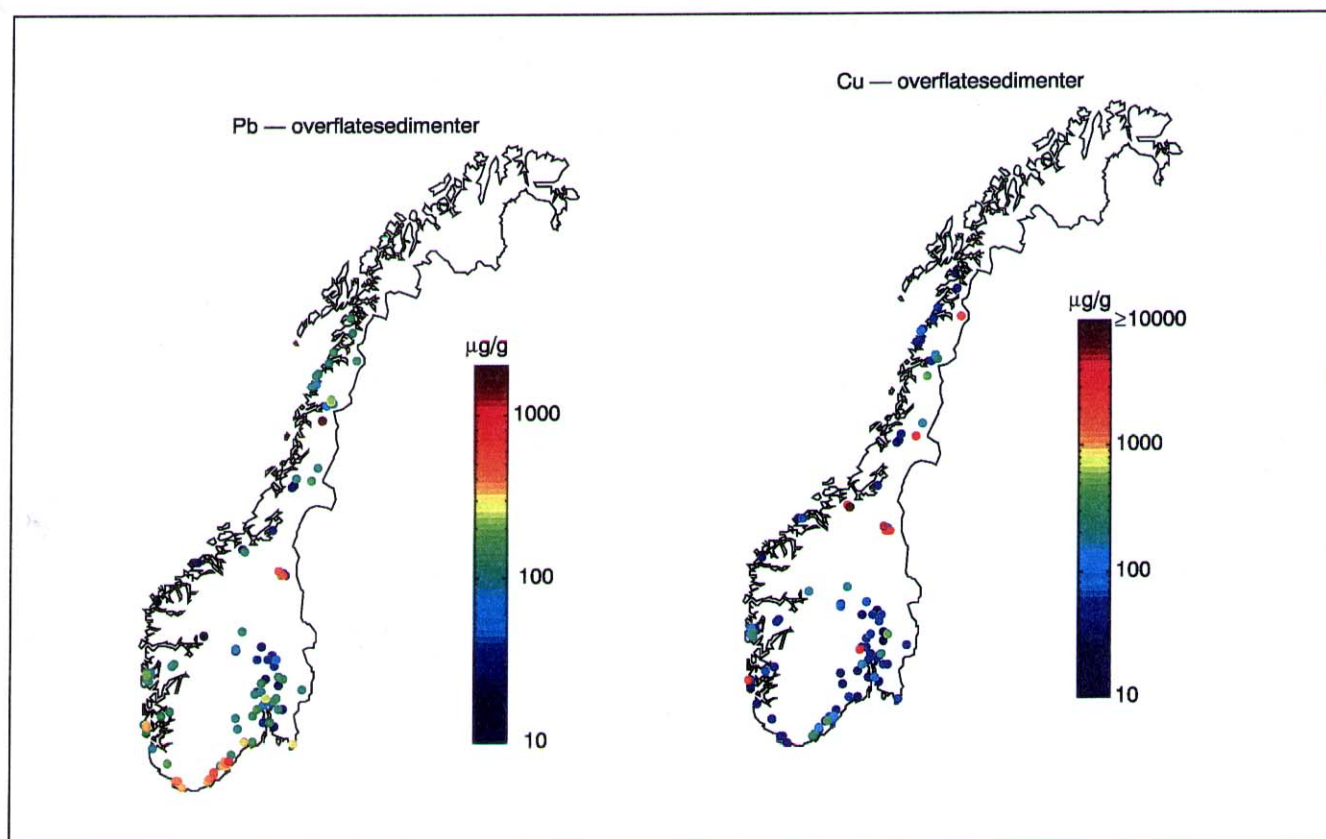 Pb — overflatesedimenter
µg/g
1000
100
10
Cu — overflatesedimenter
µg/g
≥10000
1000
100
10